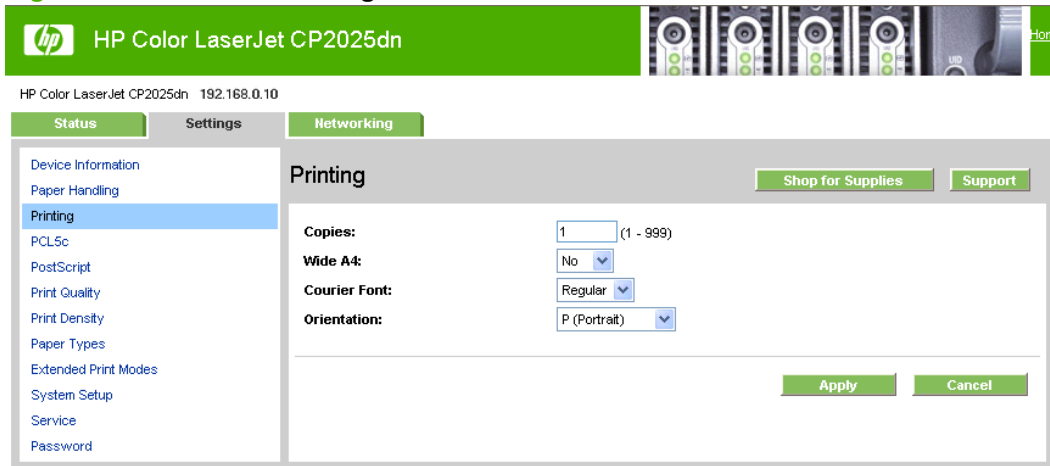 hp HP Color LaserJet CP2025dn
UID
HP Color LaserJet CP2025dn 192.168.0.10
Status Settings Networking
Device Information
Paper Handling
Printing
PCL5c
PostScript
Print Quality
Print Density
Paper Types
Extended Print Modes
System Setup
Service
Password
Printing
Shop for Supplies Support
Copies: 1 (1 - 999)
Wide A4: No
Courier Font: Regular
Orientation: P (Portrait)
Apply Cancel